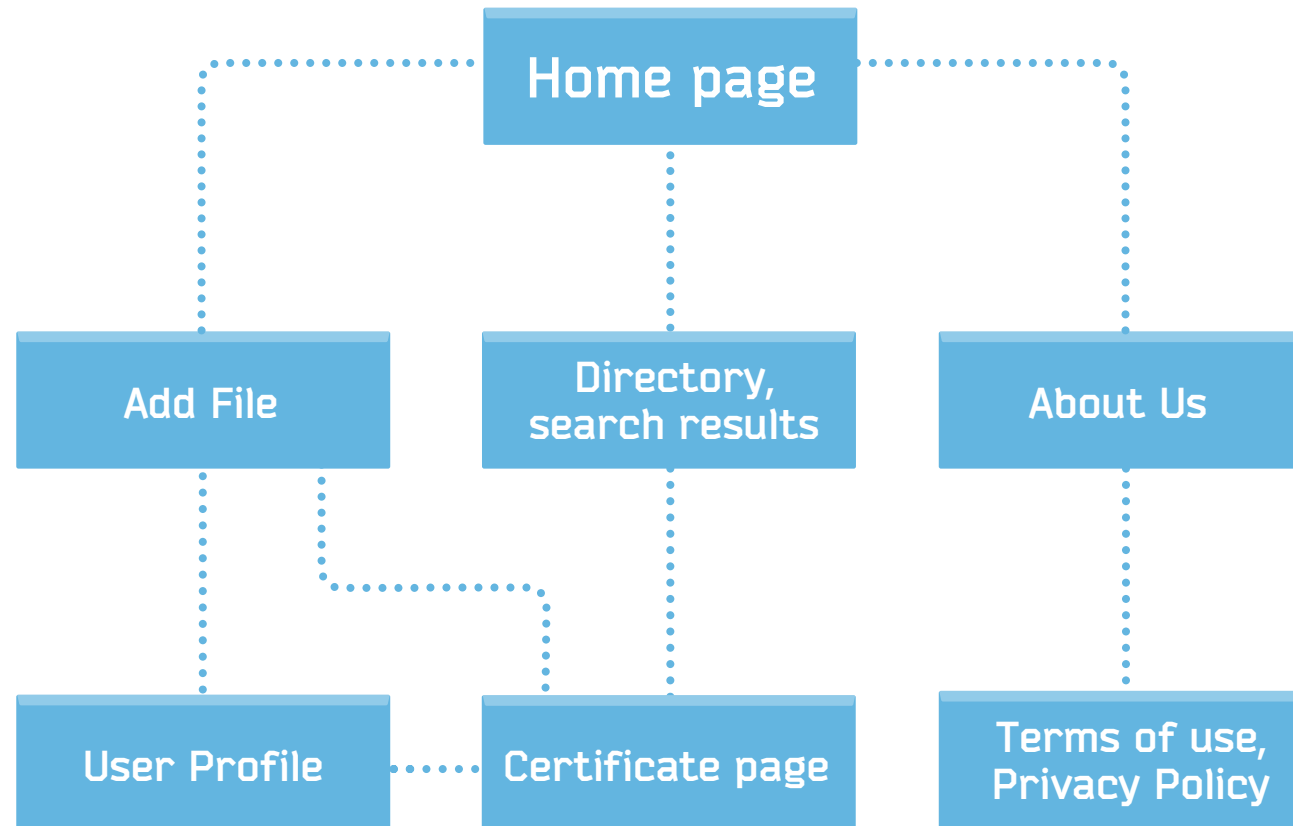 Home page
Add File
Directory,
search results
About Us
User Profile
Certificate page
Terms of use,
Privacy Policy